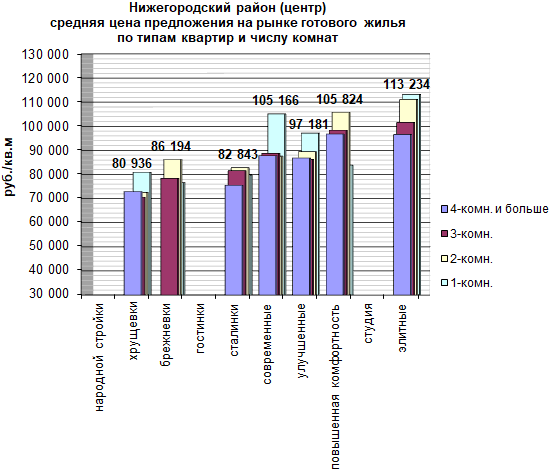 Нижегородский район (центр)
средняя цена предложения на рынке готового жилья
по типам квартир и числу комнат
руб./кв.м
130 000
120 000
110 000
100 000
90 000
80 000
70 000
60 000
50 000
40 000
30 000
80 936
86 194
82 843
105 166
97 181
105 824
113 234
народной стройки
хрущевки
брежневки
гостинки
сталинки
современные
улучшенные
повышенная комфортность
студия
элитные
4-комн. и больше
3-комн.
2-комн.
1-комн.